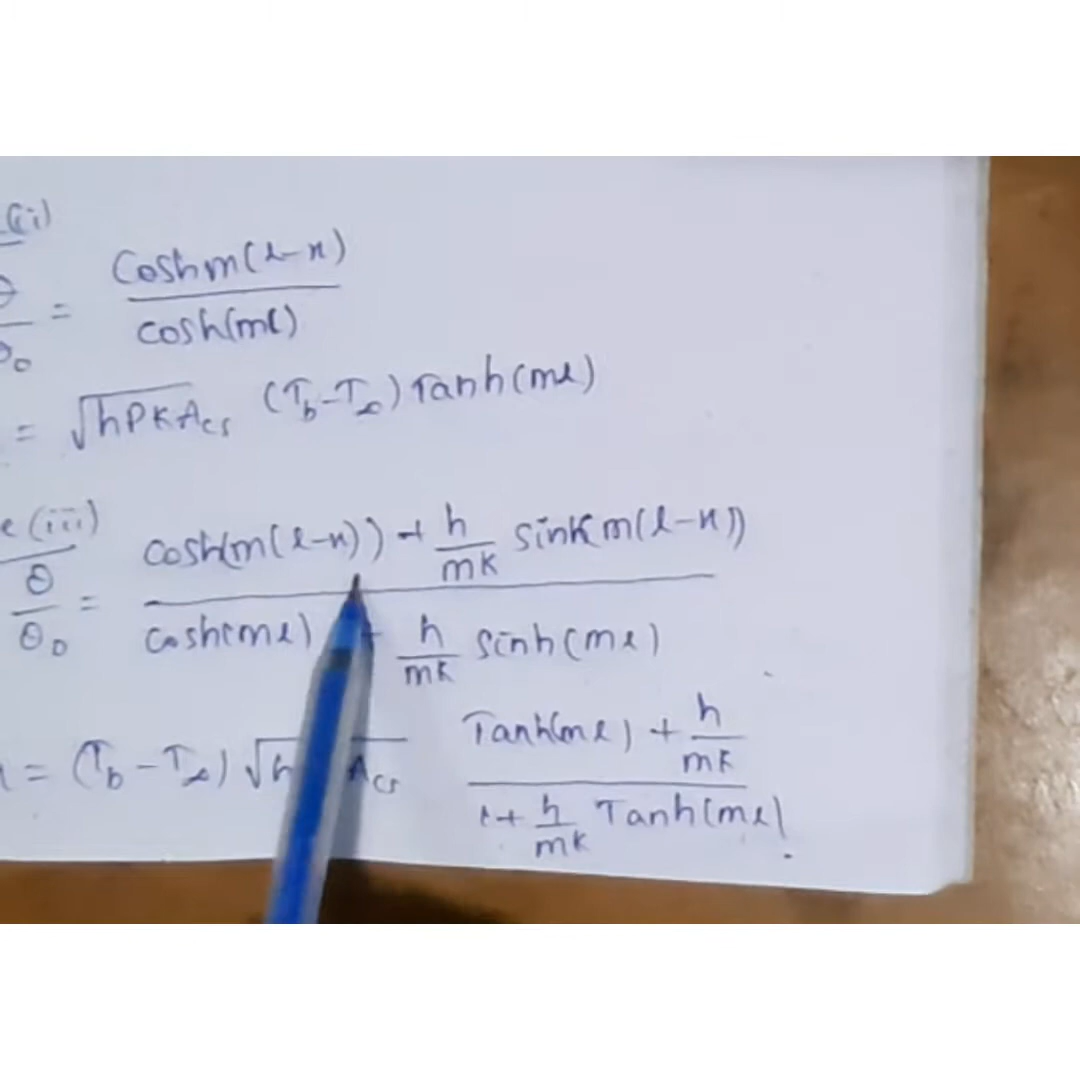 (ii)
θ/θ₀ = Coshm(l-x)/cosh(ml)
= √hPKAcs (Tb-T∞) Tanh(ml)
e (iii)
θ/θ₀ = cosh(m(l-x)) + h/mk sinh(m(l-x))/cosh(ml) + h/mk sinh(ml)
= (Tb-T∞) √h Acs Tanh(ml) + h/mk/1+ h/mk Tanh(ml).